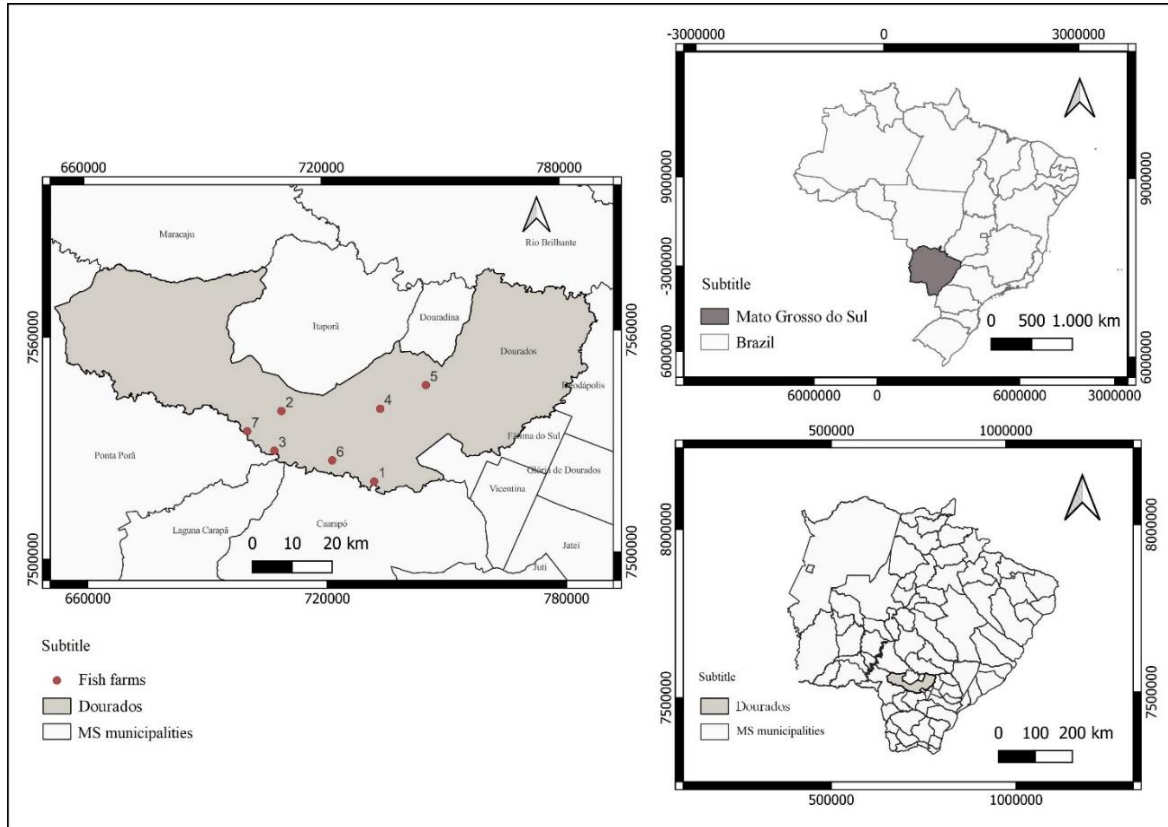 660000
720000
780000
Maracaju
Rio Brilhante
Itaporã
Douradina
Dourados
7560000
7560000
5
4
2
7
3
6
1
Ponta Porã
Fátima do Sul
Glória de Dourados
Vicentina
Laguna Carapã
Caarapó
Jatei
Juti
0 10 20 km
7500000
7500000
660000
720000
780000
Subtitle
Fish farms
Dourados
MS municipalities
-3000000
0
3000000
9000000
9000000
-3000000
-3000000
6000000
6000000
Subtitle
Mato Grosso do Sul
Brazil
0 500 1.000 km
6000000
0
6000000
3000000
500000
1000000
8000000
8000000
7500000
7500000
Subtitle
Dourados
MS municipalities
0 100 200 km
500000
1000000